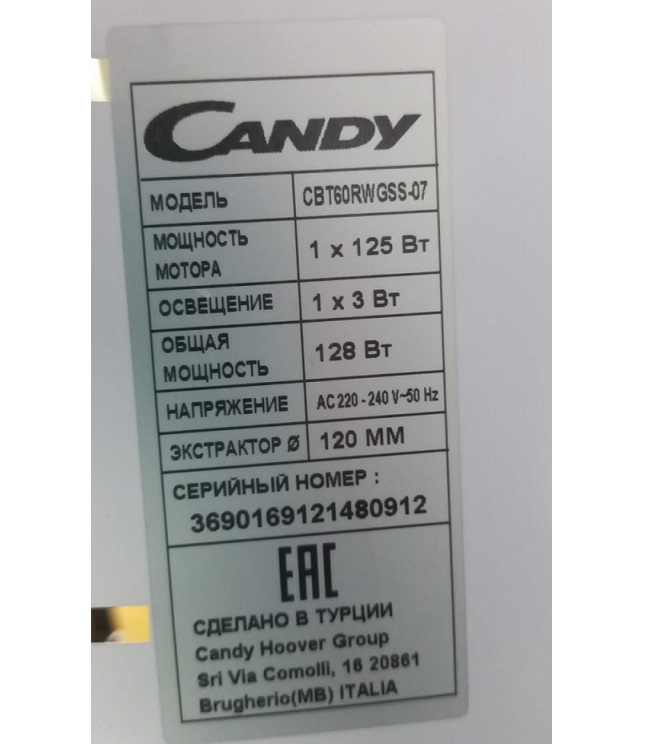 CANDY
МОДЕЛЬ CBT60RWGSS-07
МОЩНОСТЬ
МОТОРА 1 x 125 Вт
ОСВЕЩЕНИЕ 1 x 3 Вт
ОБЩАЯ
МОЩНОСТЬ 128 Вт
НАПРЯЖЕНИЕ AC 220 - 240 V~50 Hz
ЭКСТРАКТОР Ø 120 ММ
СЕРИЙНЫЙ НОМЕР :
3690169121480912
EAC
СДЕЛАНО В ТУРЦИИ
Candy Hoover Group
Sri Via Comolli, 16 20861
Brugherio(MB) ITALIA